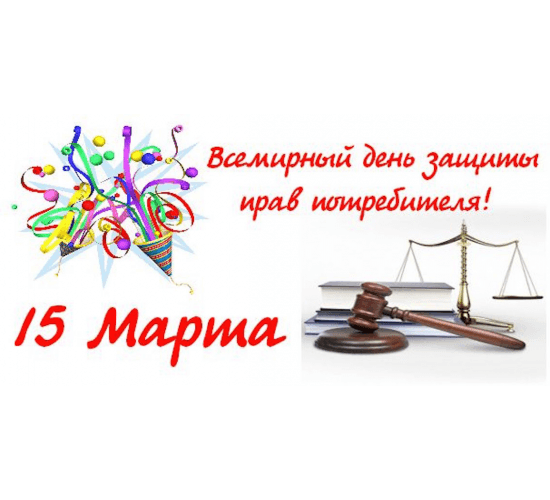 Всемирный день защиты
прав потребителя!
15 Марта